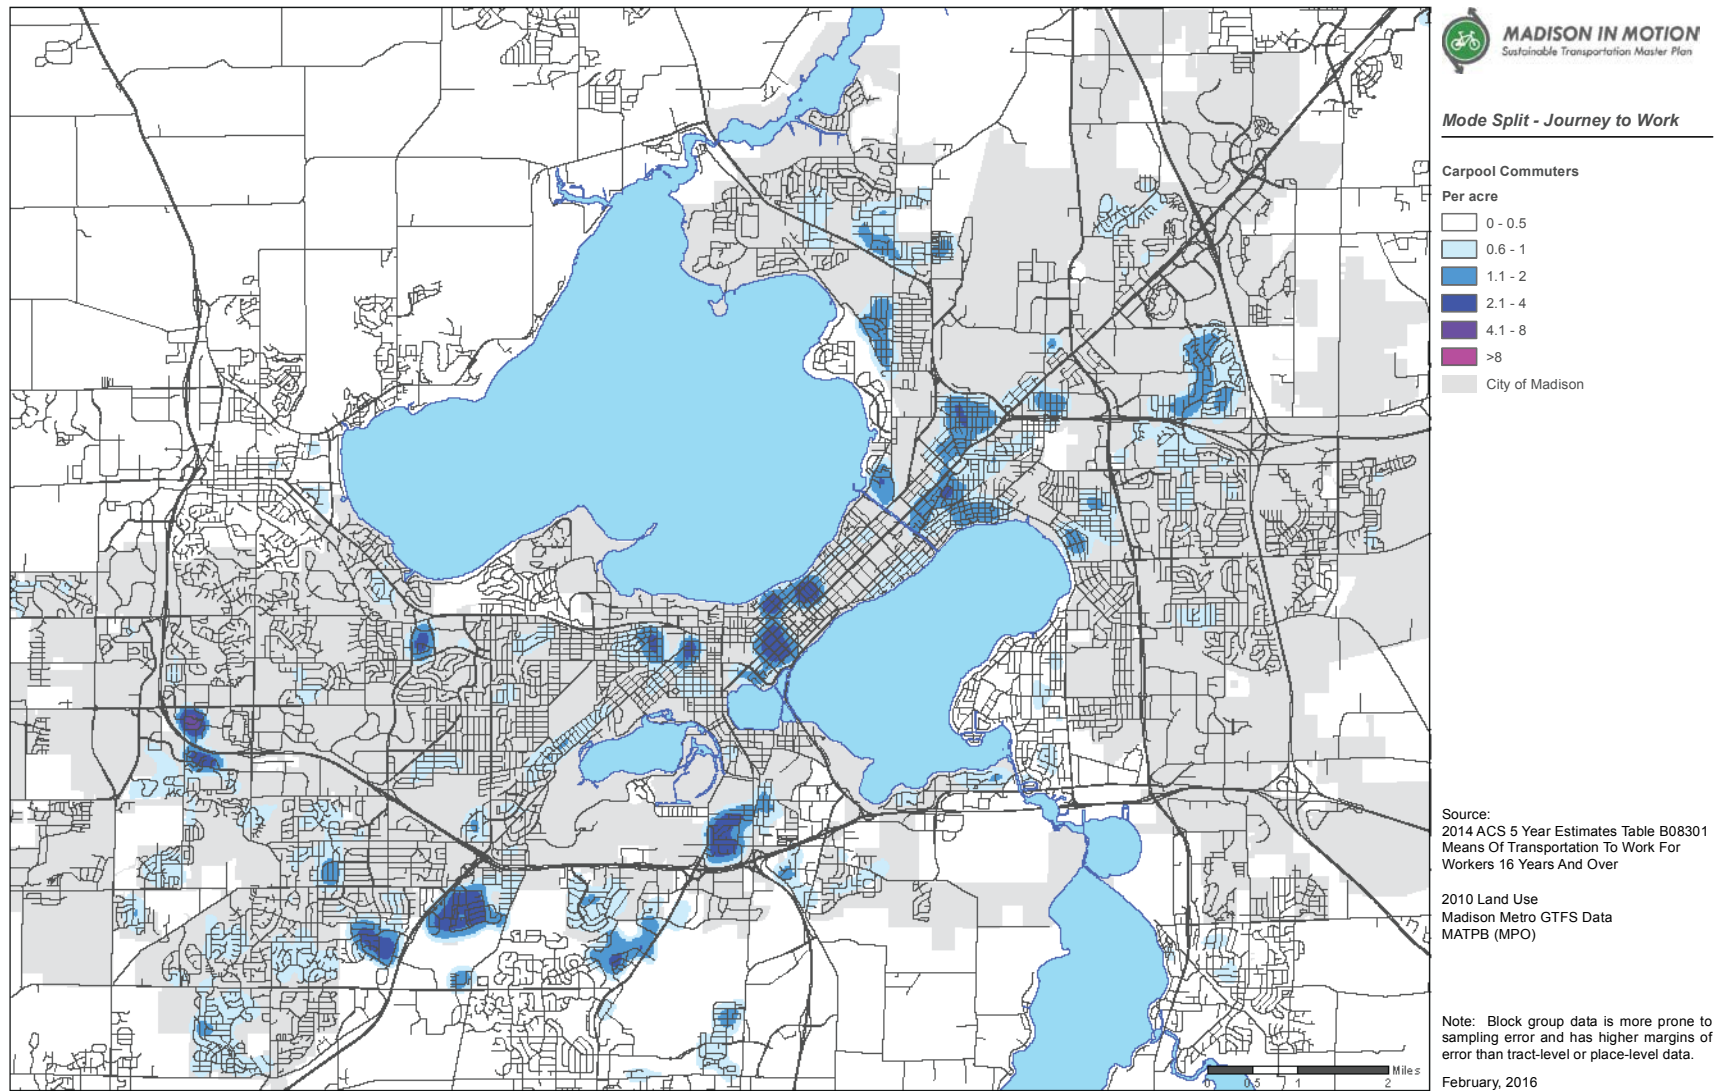 MADISON IN MOTION
Sustainable Transportation Master Plan
Mode Split - Journey to Work
Carpool Commuters
Per acre
0 - 0.5
0.6 - 1
1.1 - 2
2.1 - 4
4.1 - 8
>8
City of Madison
Source:
2014 ACS 5 Year Estimates Table B08301
Means Of Transportation To Work For
Workers 16 Years And Over
2010 Land Use
Madison Metro GTFS Data
MATPB (MPO)
Note: Block group data is more prone to
sampling error and has higher margins of
error than tract-level or place-level data.
February, 2016
Miles
0 0.5 1 2